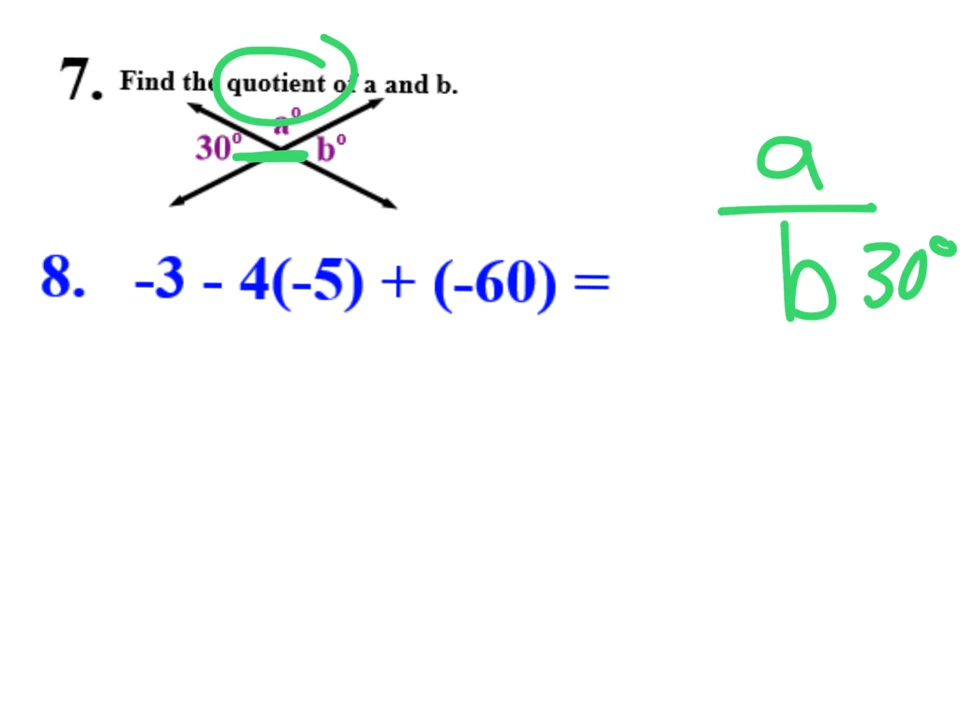 7. Find the quotient of a and b.
a°
30° b°
a
b 30°
8. -3 - 4(-5) + (-60) =